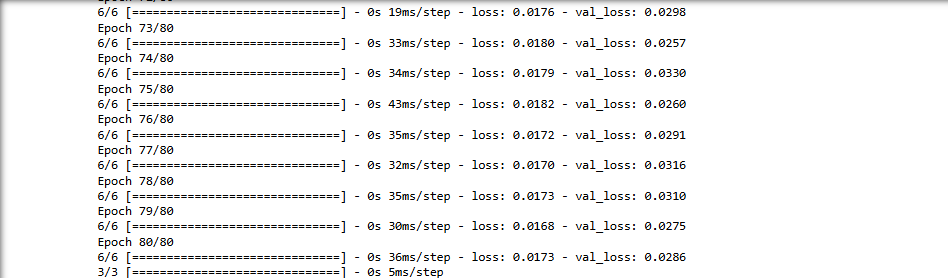 6/6 [==============================] - 0s 19ms/step - loss: 0.0176 - val_loss: 0.0298
Epoch 73/80
6/6 [==============================] - 0s 33ms/step - loss: 0.0180 - val_loss: 0.0257
Epoch 74/80
6/6 [==============================] - 0s 34ms/step - loss: 0.0179 - val_loss: 0.0330
Epoch 75/80
6/6 [==============================] - 0s 43ms/step - loss: 0.0182 - val_loss: 0.0260
Epoch 76/80
6/6 [==============================] - 0s 35ms/step - loss: 0.0172 - val_loss: 0.0291
Epoch 77/80
6/6 [==============================] - 0s 32ms/step - loss: 0.0170 - val_loss: 0.0316
Epoch 78/80
6/6 [==============================] - 0s 35ms/step - loss: 0.0173 - val_loss: 0.0310
Epoch 79/80
6/6 [==============================] - 0s 30ms/step - loss: 0.0168 - val_loss: 0.0275
Epoch 80/80
6/6 [==============================] - 0s 36ms/step - loss: 0.0173 - val_loss: 0.0286
3/3 [==============================] - 0s 5ms/step